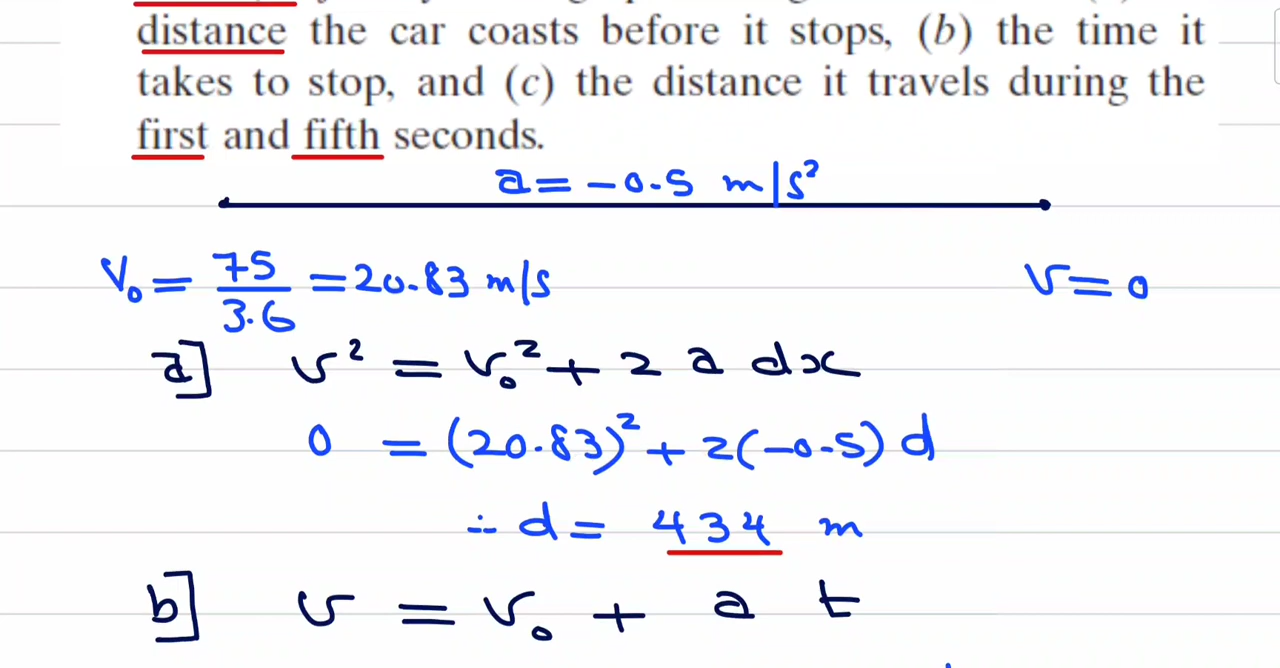 distance the car coasts before it stops, (b) the time it
takes to stop, and (c) the distance it travels during the
first and fifth seconds.
a = -0.5 m/s²
V₀ = 75/3.6 = 20.83 m/s
V = 0
a] v² = v₀² + 2 a dx
0 = (20.83)² + 2(-0.5) d
∴ d = 434 m
b] v = v₀ + a t